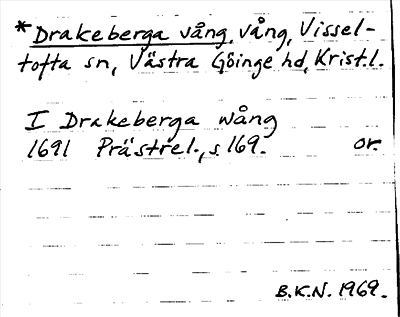 *Drakeberga vång, vång, Vissel-
tofta sn, Västra Göinge hd, Krist.l.
I Drakeberga wång
1691 Prästrel., s. 169. or.
B.K.N. 1969.